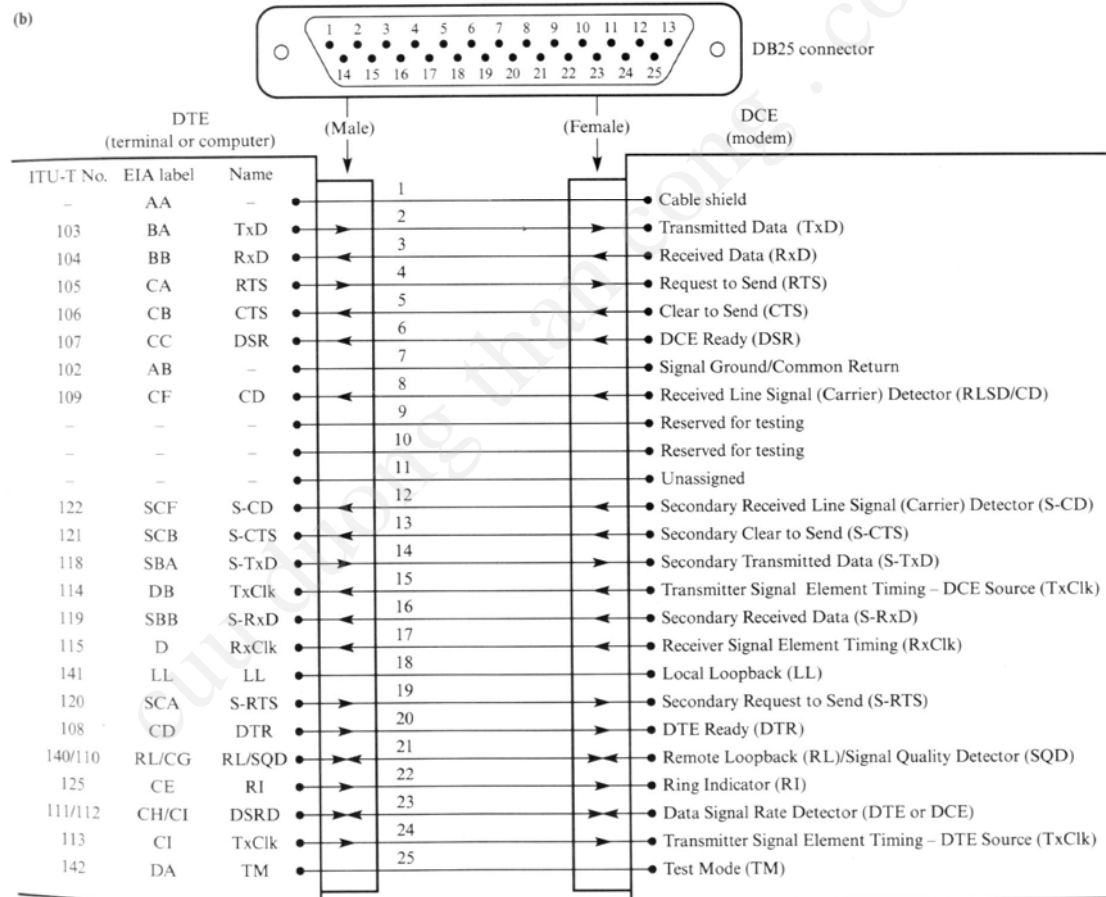 (b)
1 2 3 4 5 6 7 8 9 10 11 12 13
14 15 16 17 18 19 20 21 22 23 24 25
DB25 connector
DTE
(terminal or computer)
(Male)
(Female)
DCE
(modem)
ITU-T No. EIA label Name
– AA – 1 Cable shield
103 BA TxD 2 Transmitted Data (TxD)
104 BB RxD 3 Received Data (RxD)
105 CA RTS 4 Request to Send (RTS)
106 CB CTS 5 Clear to Send (CTS)
107 CC DSR 6 DCE Ready (DSR)
102 AB – 7 Signal Ground/Common Return
109 CF CD 8 Received Line Signal (Carrier) Detector (RLSD/CD)
– – – 9 Reserved for testing
– – – 10 Reserved for testing
– – – 11 Unassigned
122 SCF S-CD 12 Secondary Received Line Signal (Carrier) Detector (S-CD)
121 SCB S-CTS 13 Secondary Clear to Send (S-CTS)
118 SBA S-TxD 14 Secondary Transmitted Data (S-TxD)
114 DB TxClk 15 Transmitter Signal Element Timing – DCE Source (TxClk)
119 SBB S-RxD 16 Secondary Received Data (S-RxD)
115 D RxClk 17 Receiver Signal Element Timing (RxClk)
141 LL LL 18 Local Loopback (LL)
120 SCA S-RTS 19 Secondary Request to Send (S-RTS)
108 CD DTR 20 DTE Ready (DTR)
140/110 RL/CG RL/SQD 21 Remote Loopback (RL)/Signal Quality Detector (SQD)
125 CE RI 22 Ring Indicator (RI)
111/112 CH/CI DSRD 23 Data Signal Rate Detector (DTE or DCE)
113 CI TxClk 24 Transmitter Signal Element Timing – DTE Source (TxClk)
142 DA TM 25 Test Mode (TM)
cuu duong than cong . co